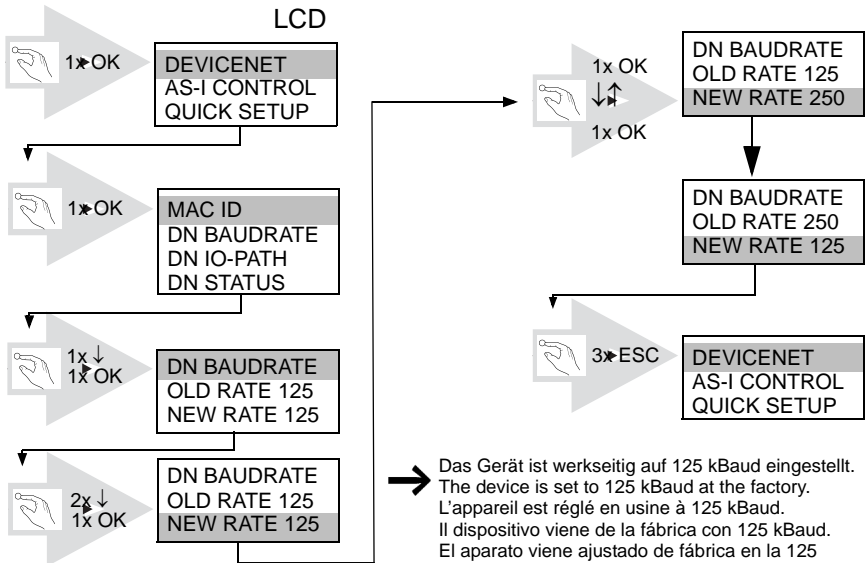 LCD
1x OK
DEVICENET
AS-I CONTROL
QUICK SETUP
1x OK
MAC ID
DN BAUDRATE
DN IO-PATH
DN STATUS
1x ↓
1x OK
DN BAUDRATE
OLD RATE 125
NEW RATE 125
2x ↓
1x OK
DN BAUDRATE
OLD RATE 125
NEW RATE 125
1x OK
↓↑
1x OK
DN BAUDRATE
OLD RATE 125
NEW RATE 250
DN BAUDRATE
OLD RATE 250
NEW RATE 125
3x ESC
DEVICENET
AS-I CONTROL
QUICK SETUP
Das Gerät ist werkseitig auf 125 kBaud eingestellt.
The device is set to 125 kBaud at the factory.
L'appareil est réglé en usine à 125 kBaud.
Il dispositivo viene de la fábrica con 125 kBaud.
El aparato viene ajustado de fábrica en la 125